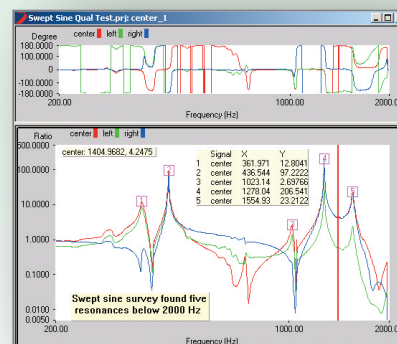 Swept Sine Qual Test.prj: center_1
Degree center left right
180.0000
100.0000
0
-100.0000
-180.0000
200.00 1000.00 2000.00
Frequency (Hz)
Ratio center left right
500.0000
100.0000
10.0000
1.0000
0.1000
0.0100
0.0050
center: 1404.9682, 4.2475
Signal X Y
1 center 361.971 12.8041
2 center 436.544 97.2222
3 center 1023.14 2.69766
4 center 1278.04 206.541
5 center 1554.93 23.2122
1
2
3
4
5
Swept sine survey found five
resonances below 2000 Hz
200.00 1000.00 2000.00
Frequency (Hz)